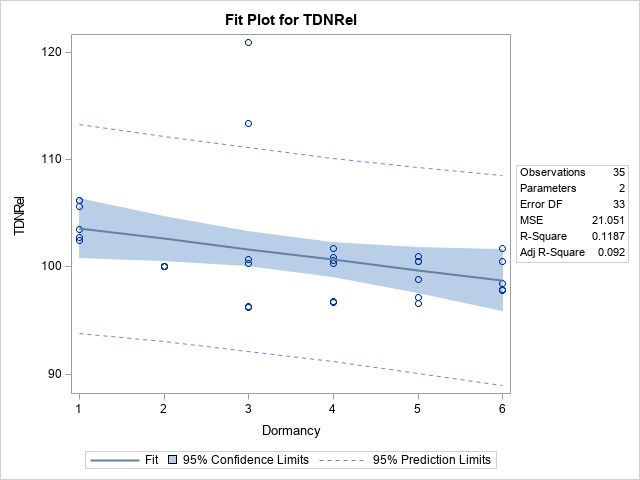 Fit Plot for TDNRel
120
110
100
90
TDNRel
1 2 3 4 5 6
Dormancy
Observations 35
Parameters 2
Error DF 33
MSE 21.051
R-Square 0.1187
Adj R-Square 0.092
Fit 95% Confidence Limits 95% Prediction Limits